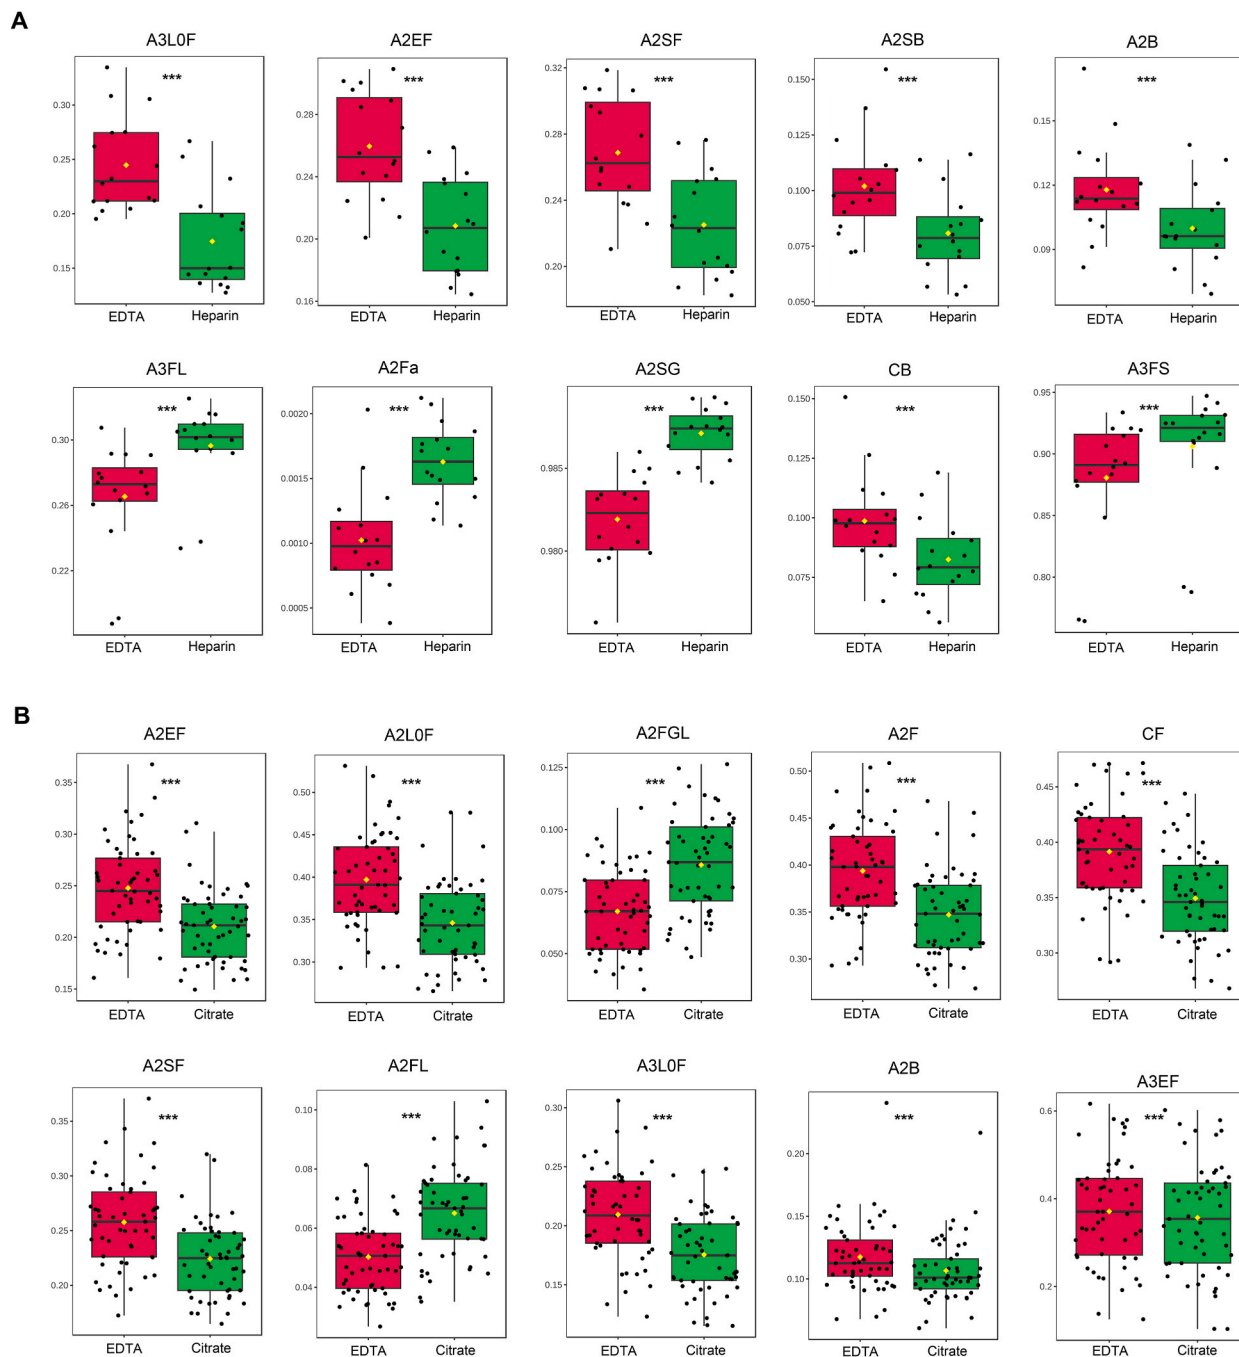 A
A3L0F
A2EF
A2SF
A2SB
A2B
***
***
***
***
***
0.30
0.25
0.20
0.15
0.28
0.24
0.20
0.16
0.32
0.28
0.24
0.20
0.150
0.125
0.100
0.075
0.050
0.15
0.12
0.09
EDTA Heparin
EDTA Heparin
EDTA Heparin
EDTA Heparin
EDTA Heparin
A3FL
A2Fa
A2SG
CB
A3FS
***
***
***
***
***
0.30
0.26
0.22
0.0020
0.0015
0.0010
0.0005
0.985
0.980
0.150
0.125
0.100
0.075
0.95
0.90
0.85
0.80
EDTA Heparin
EDTA Heparin
EDTA Heparin
EDTA Heparin
EDTA Heparin
B
A2EF
A2L0F
A2FGL
A2F
CF
***
***
***
***
***
0.35
0.30
0.25
0.20
0.15
0.50
0.40
0.35
0.30
0.125
0.100
0.075
0.050
0.50
0.45
0.40
0.35
0.30
0.45
0.40
0.35
0.30
EDTA Citrate
EDTA Citrate
EDTA Citrate
EDTA Citrate
EDTA Citrate
A2SF
A2FL
A3L0F
A2B
A3EF
***
***
***
***
***
0.35
0.30
0.25
0.20
0.10
0.08
0.06
0.04
0.30
0.25
0.20
0.15
0.20
0.15
0.10
0.6
0.4
0.2
EDTA Citrate
EDTA Citrate
EDTA Citrate
EDTA Citrate
EDTA Citrate